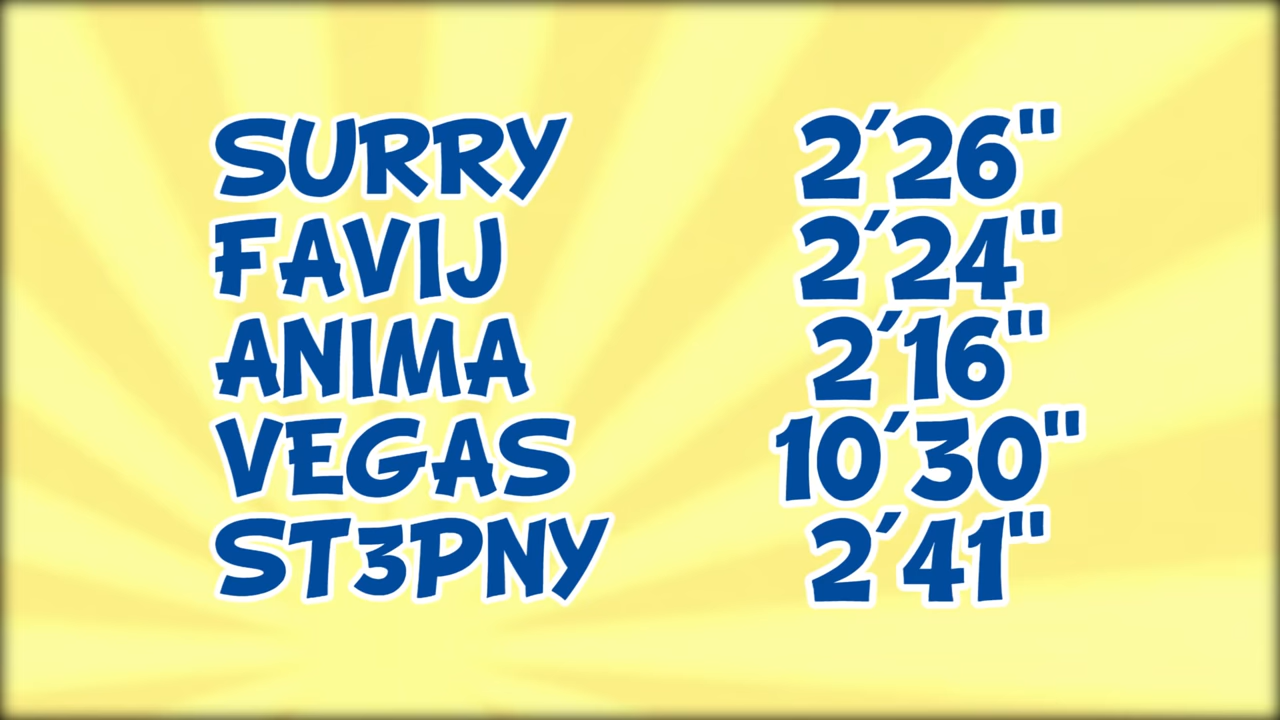 SURRY 2'26"
FAVIJ 2'24"
ANIMA 2'16"
VEGAS 10'30"
ST3PNY 2'41"